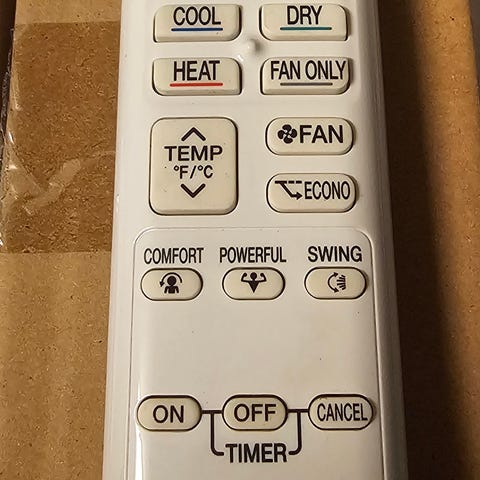 COOL
DRY
HEAT
FAN ONLY
TEMP
°F/°C
FAN
ECONO
COMFORT
POWERFUL
SWING
ON
OFF
CANCEL
TIMER